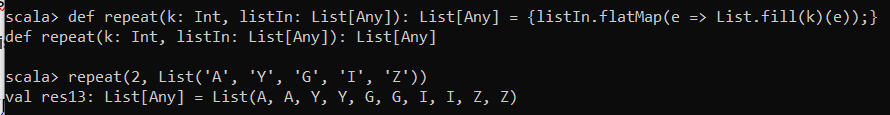 scala> def repeat(k: Int, listIn: List[Any]): List[Any] = {listIn.flatMap(e => List.fill(k)(e));}
def repeat(k: Int, listIn: List[Any]): List[Any]
scala> repeat(2, List('A', 'Y', 'G', 'I', 'Z'))
val res13: List[Any] = List(A, A, Y, Y, G, G, I, I, Z, Z)